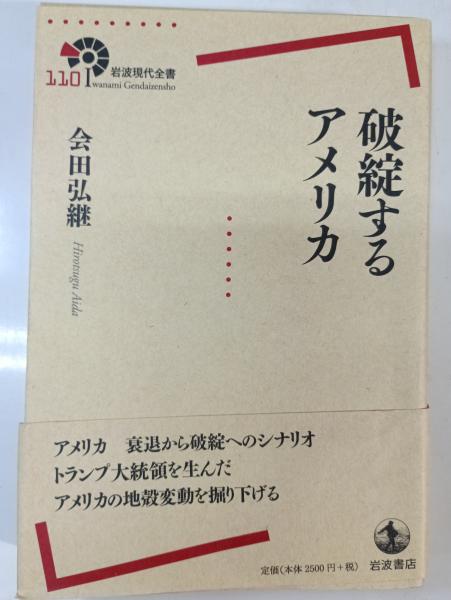 110
岩波現代全書
Iwanami Gendaizensho
破綻する
アメリカ
会田弘継
Hirotsugu Aida
アメリカ 衰退から破綻へのシナリオ
トランプ大統領を生んだ
アメリカの地殻変動を掘り下げる
定価(本体2500円+税)
岩波書店